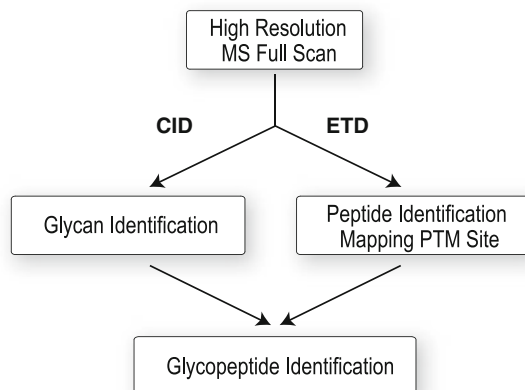 High Resolution
MS Full Scan
CID
ETD
Glycan Identification
Peptide Identification
Mapping PTM Site
Glycopeptide Identification